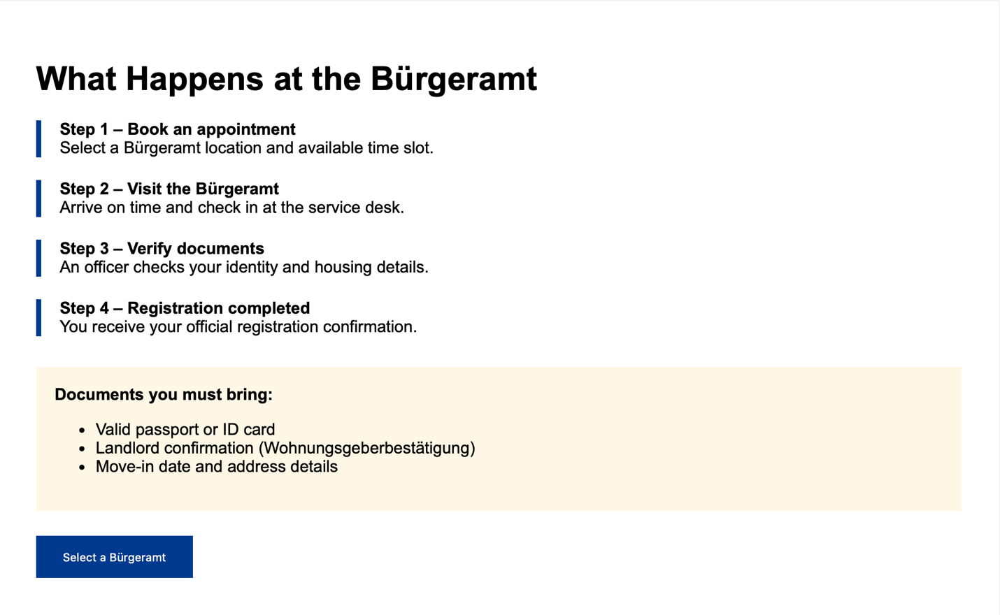 What Happens at the Bürgeramt
Step 1 – Book an appointment
Select a Bürgeramt location and available time slot.
Step 2 – Visit the Bürgeramt
Arrive on time and check in at the service desk.
Step 3 – Verify documents
An officer checks your identity and housing details.
Step 4 – Registration completed
You receive your official registration confirmation.
Documents you must bring:
• Valid passport or ID card
• Landlord confirmation (Wohnungsgeberbestätigung)
• Move-in date and address details
Select a Bürgeramt